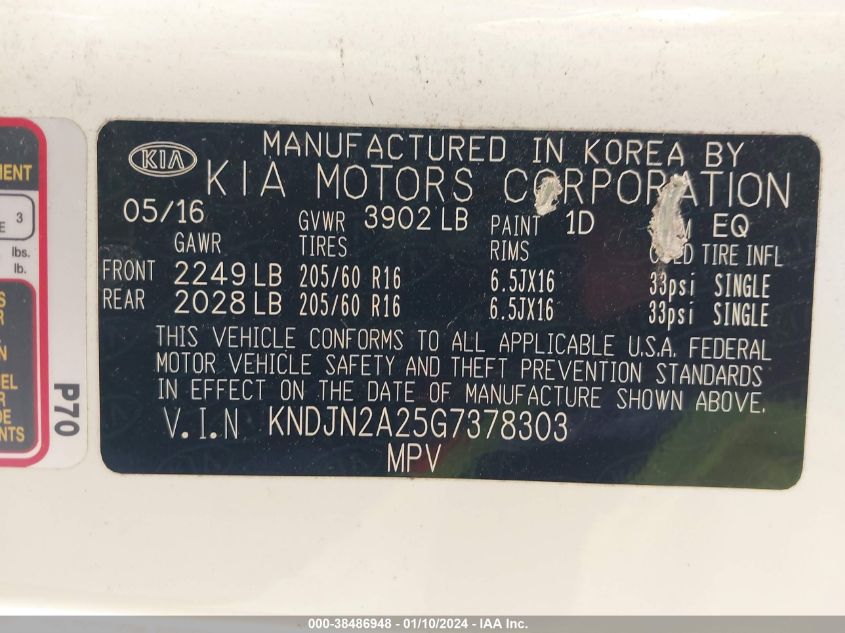 KIA
MANUFACTURED IN KOREA BY
KIA MOTORS CORPORATION
05/16 GVWR 3902 LB PAINT 1D EQ
GAWR TIRES RIMS TIRE INFL
FRONT 2249 LB 205/60 R16 6.5JX16 33psi SINGLE
REAR 2028 LB 205/60 R16 6.5JX16 33psi SINGLE
THIS VEHICLE CONFORMS TO ALL APPLICABLE U.S.A. FEDERAL
MOTOR VEHICLE SAFETY AND THEFT PREVENTION STANDARDS
IN EFFECT ON THE DATE OF MANUFACTURE SHOWN ABOVE.
V.I.N KNDJN2A25G7378303
MPV
3
lbs.
lb.
P70
000-38486948 - 01/10/2024 - IAA Inc.